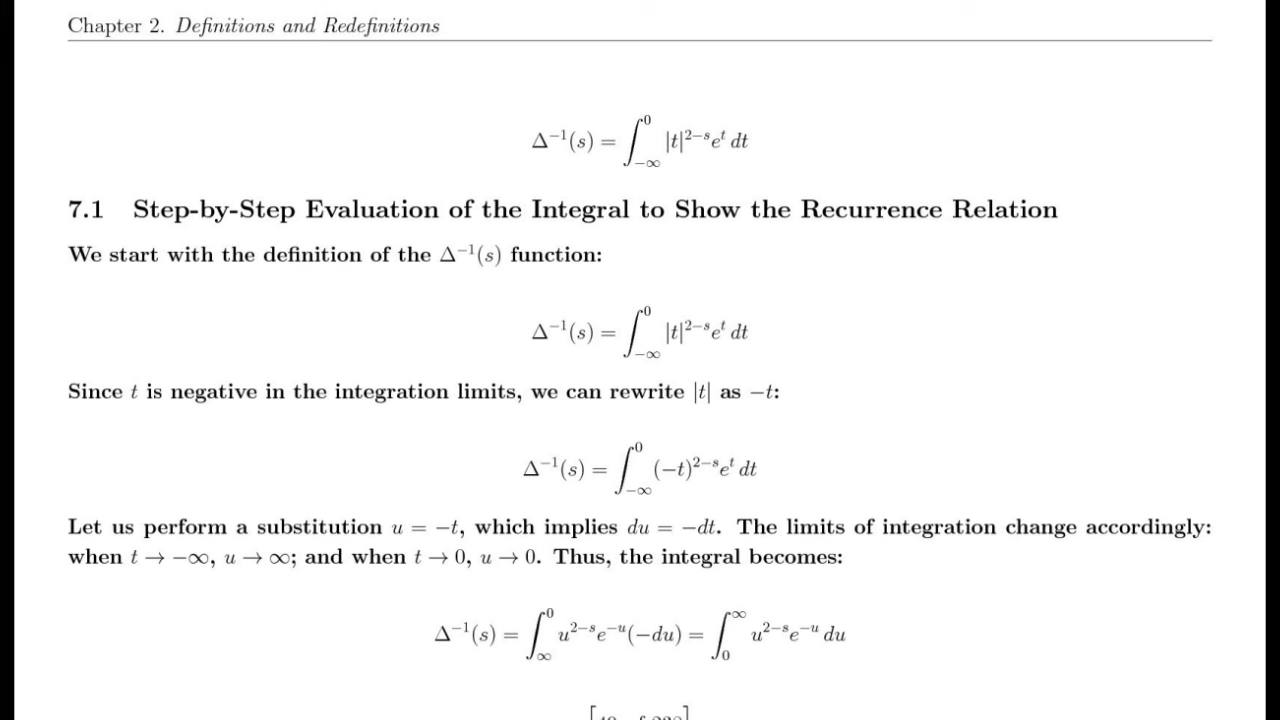 Chapter 2. Definitions and Redefinitions
Δ⁻¹(s) = ∫_{−∞}^{0} |t|^{2−s} e^t dt
7.1 Step-by-Step Evaluation of the Integral to Show the Recurrence Relation
We start with the definition of the Δ⁻¹(s) function:
Δ⁻¹(s) = ∫_{−∞}^{0} |t|^{2−s} e^t dt
Since t is negative in the integration limits, we can rewrite |t| as −t:
Δ⁻¹(s) = ∫_{−∞}^{0} (−t)^{2−s} e^t dt
Let us perform a substitution u = −t, which implies du = −dt. The limits of integration change accordingly:
when t → −∞, u → ∞; and when t → 0, u → 0. Thus, the integral becomes:
Δ⁻¹(s) = ∫_{∞}^{0} u^{2−s} e^{−u} (−du) = ∫_{0}^{∞} u^{2−s} e^{−u} du